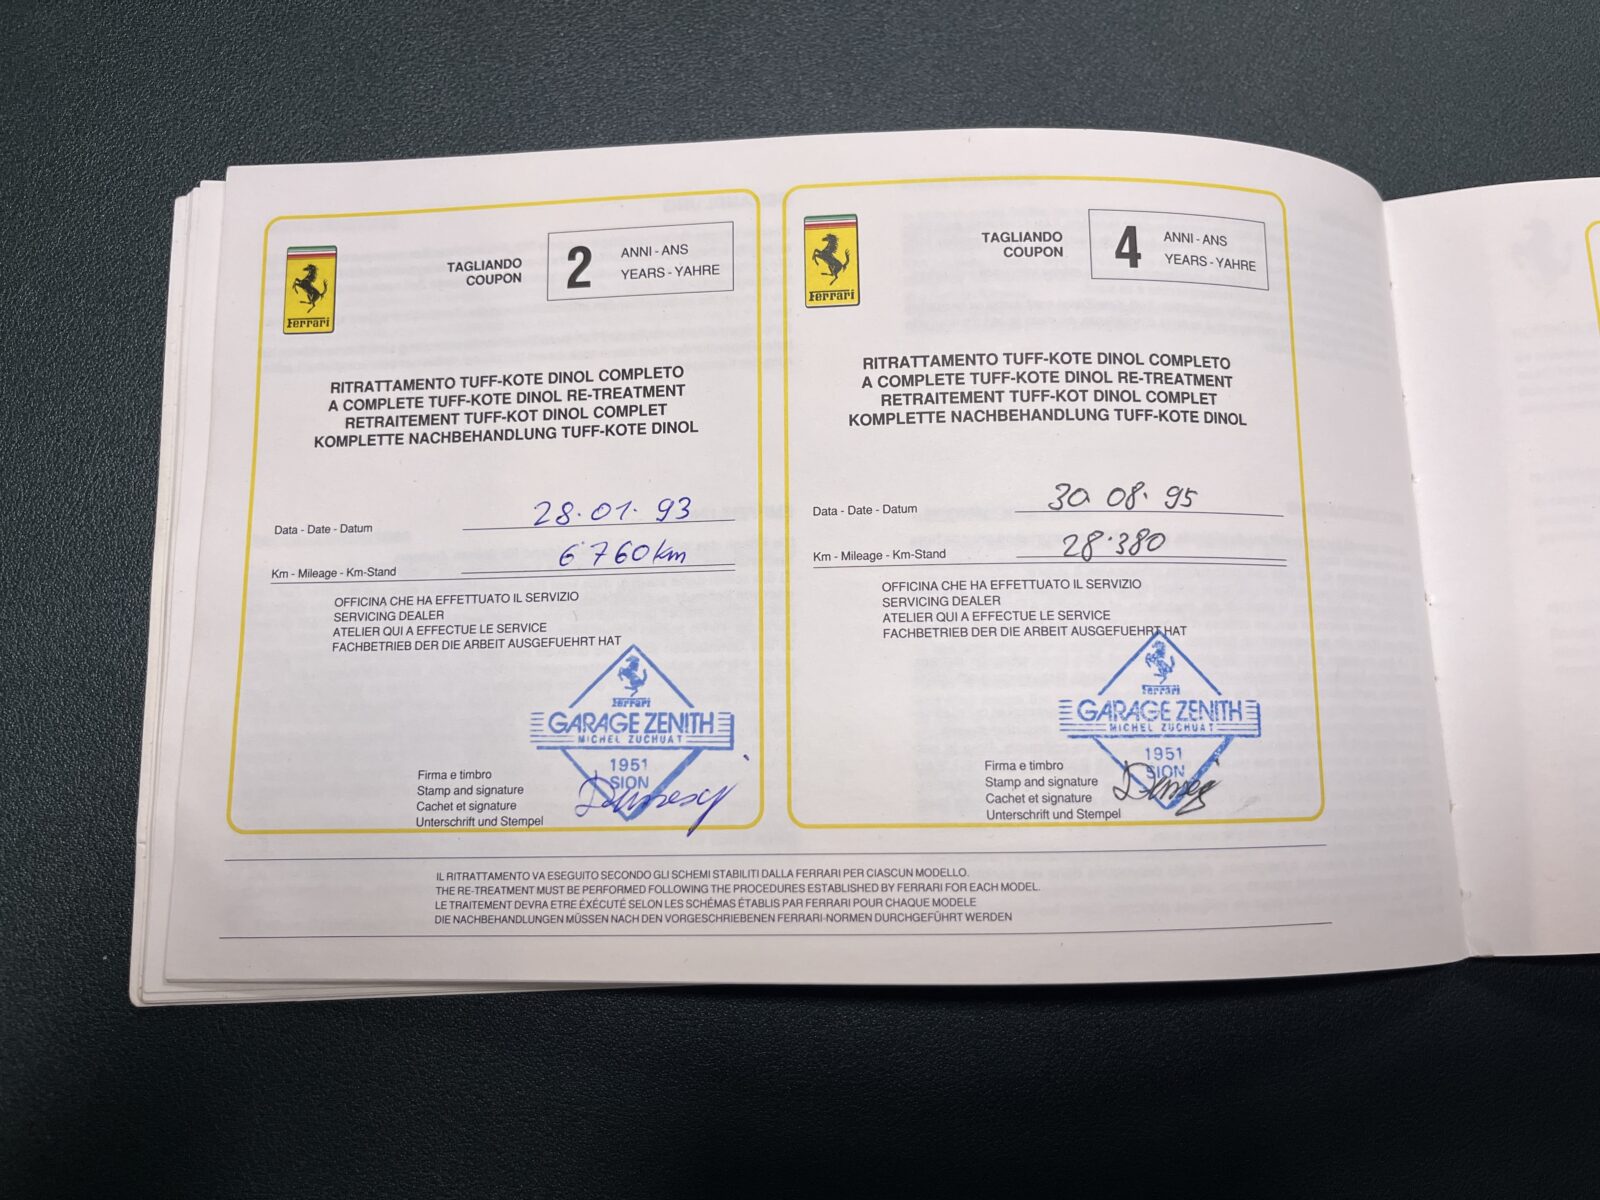 Ferrari
TAGLIANDO
COUPON
2
ANNI - ANS
YEARS - YAHRE
RITRATTAMENTO TUFF-KOTE DINOL COMPLETO
A COMPLETE TUFF-KOTE DINOL RE-TREATMENT
RETRAITEMENT TUFF-KOT DINOL COMPLET
KOMPLETTE NACHBEHANDLUNG TUFF-KOTE DINOL
Data - Date - Datum 28.01.93
Km - Mileage - Km-Stand 6'760 km
OFFICINA CHE HA EFFETTUATO IL SERVIZIO
SERVICING DEALER
ATELIER QUI A EFFECTUE LE SERVICE
FACHBETRIEB DER DIE ARBEIT AUSGEFUEHRT HAT
Ferrari
GARAGE ZENITH
MICHEL ZUCHUAT
1951
SION
Firma e timbro
Stamp and signature
Cachet et signature
Unterschrift und Stempel
Ferrari
TAGLIANDO
COUPON
4
ANNI - ANS
YEARS - YAHRE
RITRATTAMENTO TUFF-KOTE DINOL COMPLETO
A COMPLETE TUFF-KOTE DINOL RE-TREATMENT
RETRAITEMENT TUFF-KOT DINOL COMPLET
KOMPLETTE NACHBEHANDLUNG TUFF-KOTE DINOL
Data - Date - Datum 30.08.95
Km - Mileage - Km-Stand 28'380
OFFICINA CHE HA EFFETTUATO IL SERVIZIO
SERVICING DEALER
ATELIER QUI A EFFECTUE LE SERVICE
FACHBETRIEB DER DIE ARBEIT AUSGEFUEHRT HAT
Ferrari
GARAGE ZENITH
MICHEL ZUCHUAT
1951
SION
Firma e timbro
Stamp and signature
Cachet et signature
Unterschrift und Stempel
IL RITRATTAMENTO VA ESEGUITO SECONDO GLI SCHEMI STABILITI DALLA FERRARI PER CIASCUN MODELLO.
THE RE-TREATMENT MUST BE PERFORMED FOLLOWING THE PROCEDURES ESTABLISHED BY FERRARI FOR EACH MODEL.
LE TRAITEMENT DEVRA ETRE ÉXÉCUTÉ SELON LES SCHÉMAS ÉTABLIS PAR FERRARI POUR CHAQUE MODELE
DIE NACHBEHANDLUNGEN MÜSSEN NACH DEN VORGESCHRIEBENEN FERRARI-NORMEN DURCHGEFÜHRT WERDEN